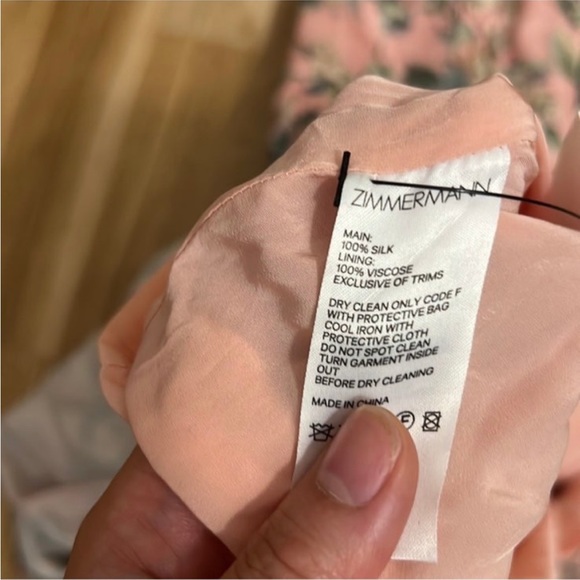 ZIMMERMANN
MAIN:
100% SILK
LINING:
100% VISCOSE
EXCLUSIVE OF TRIMS
DRY CLEAN ONLY CODE F
WITH PROTECTIVE BAG
COOL IRON WITH
PROTECTIVE CLOTH
DO NOT SPOT CLEAN
TURN GARMENT INSIDE
OUT
BEFORE DRY CLEANING
MADE IN CHINA
F